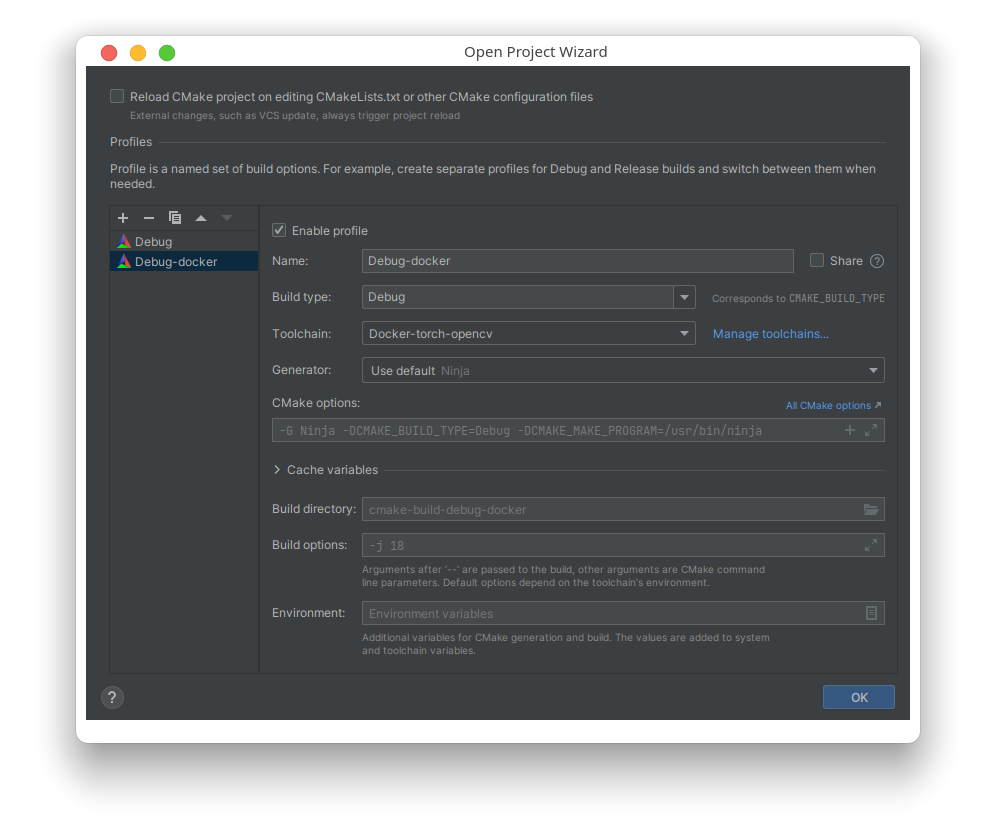 Open Project Wizard
Reload CMake project on editing CMakeLists.txt or other CMake configuration files
External changes, such as VCS update, always trigger project reload
Profiles
Profile is a named set of build options. For example, create separate profiles for Debug and Release builds and switch between them when
needed.
Debug
Debug-docker
Enable profile
Name: Debug-docker Share ?
Build type: Debug Corresponds to CMAKE_BUILD_TYPE
Toolchain: Docker-torch-opencv Manage toolchains...
Generator: Use default Ninja
CMake options: All CMake options ↗
-G Ninja -DCMAKE_BUILD_TYPE=Debug -DCMAKE_MAKE_PROGRAM=/usr/bin/ninja
Cache variables
Build directory: cmake-build-debug-docker
Build options: -j 18
Arguments after '--' are passed to the build, other arguments are CMake command
line parameters. Default options depend on the toolchain's environment.
Environment: Environment variables
Additional variables for CMake generation and build. The values are added to system
and toolchain variables.
? OK